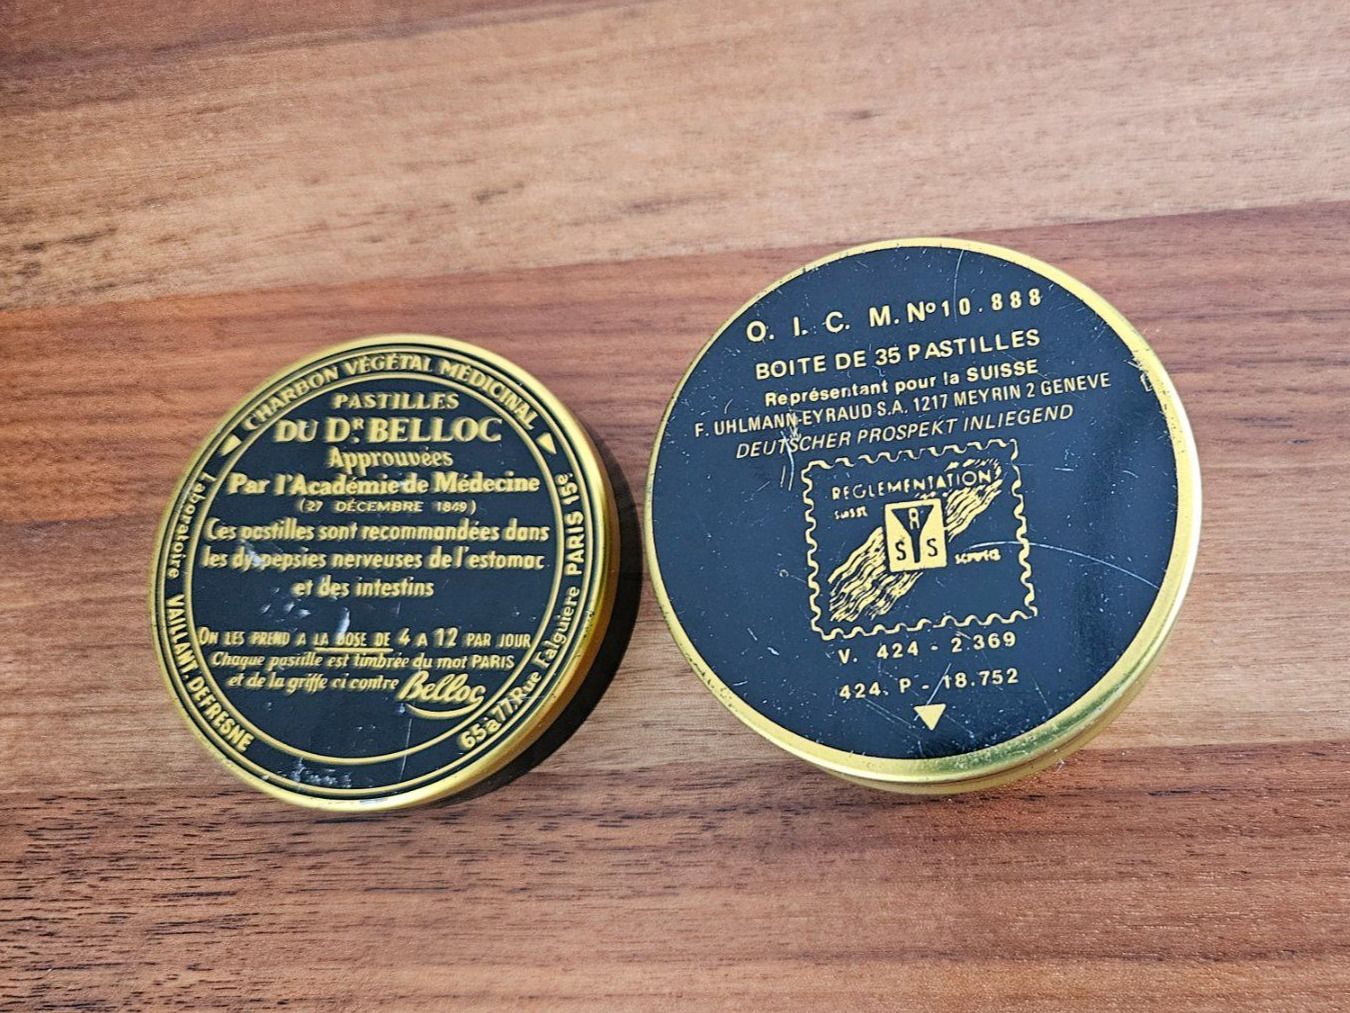 CHARBON VÉGÉTAL MÉDICINAL
PASTILLES
DU DR. BELLOC
Approuvées
Par l'Académie de Médecine
(27 DÉCEMBRE 1849)
Ces pastilles sont recommandées dans
les dyspepsies nerveuses de l'estomac
et des intestins
ON LES PREND A LA DOSE DE 4 A 12 PAR JOUR
Chaque pastille est timbrée du mot PARIS
et de la griffe ci contre Belloc
Laboratoire VAILLANT. DEFRESNE
65 à 77, Rue Falguière PARIS 15e
O. I. C. M. No 10.888
BOITE DE 35 PASTILLES
Représentant pour la SUISSE
F. UHLMANN-EYRAUD S.A. 1217 MEYRIN 2 GENEVE
DEUTSCHER PROSPEKT INLIEGEND
REGLEMENTATION
SUISSE
R
S S
V. 424 - 2.369
424. P - 18.752